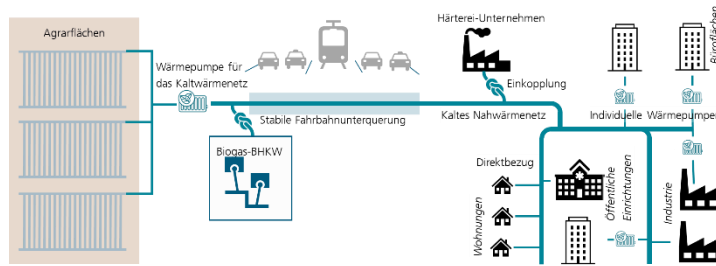 Agrarflächen
Wärmepumpe für
das Kaltwärmenetz
Härterei-Unternehmen
Einkopplung
Büroflächen
Stabile Fahrbahnunterquerung
Kaltes Nahwärmenetz
Individuelle Wärmepumpen
Biogas-BHKW
Direktbezug
Wohnungen
Öffentliche
Einrichtungen
Industrie